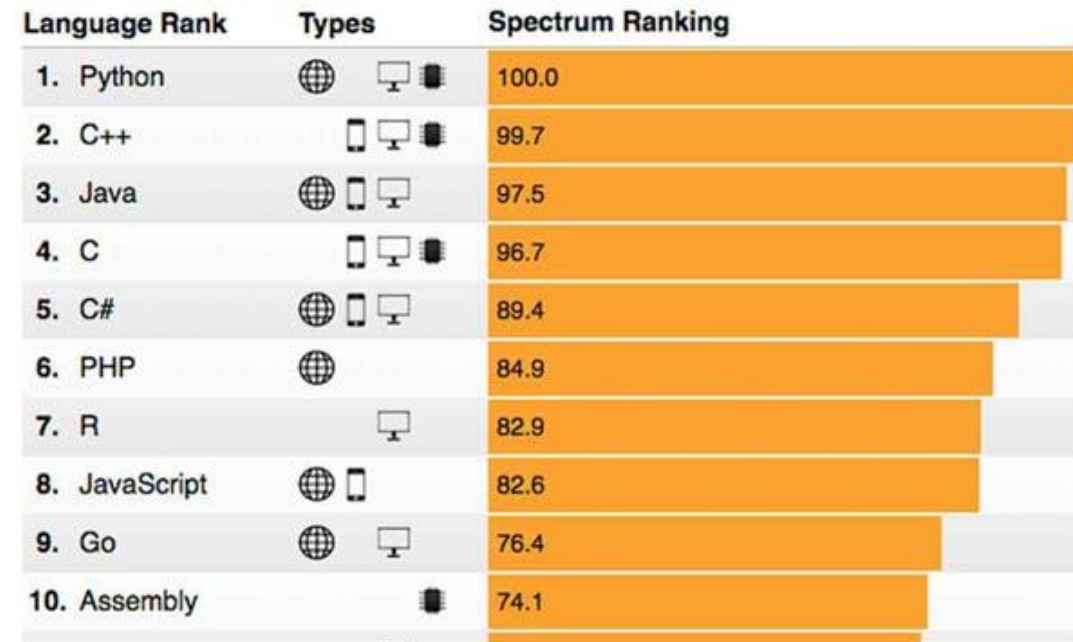 Language Rank Types Spectrum Ranking
1. Python 100.0
2. C++ 99.7
3. Java 97.5
4. C 96.7
5. C# 89.4
6. PHP 84.9
7. R 82.9
8. JavaScript 82.6
9. Go 76.4
10. Assembly 74.1